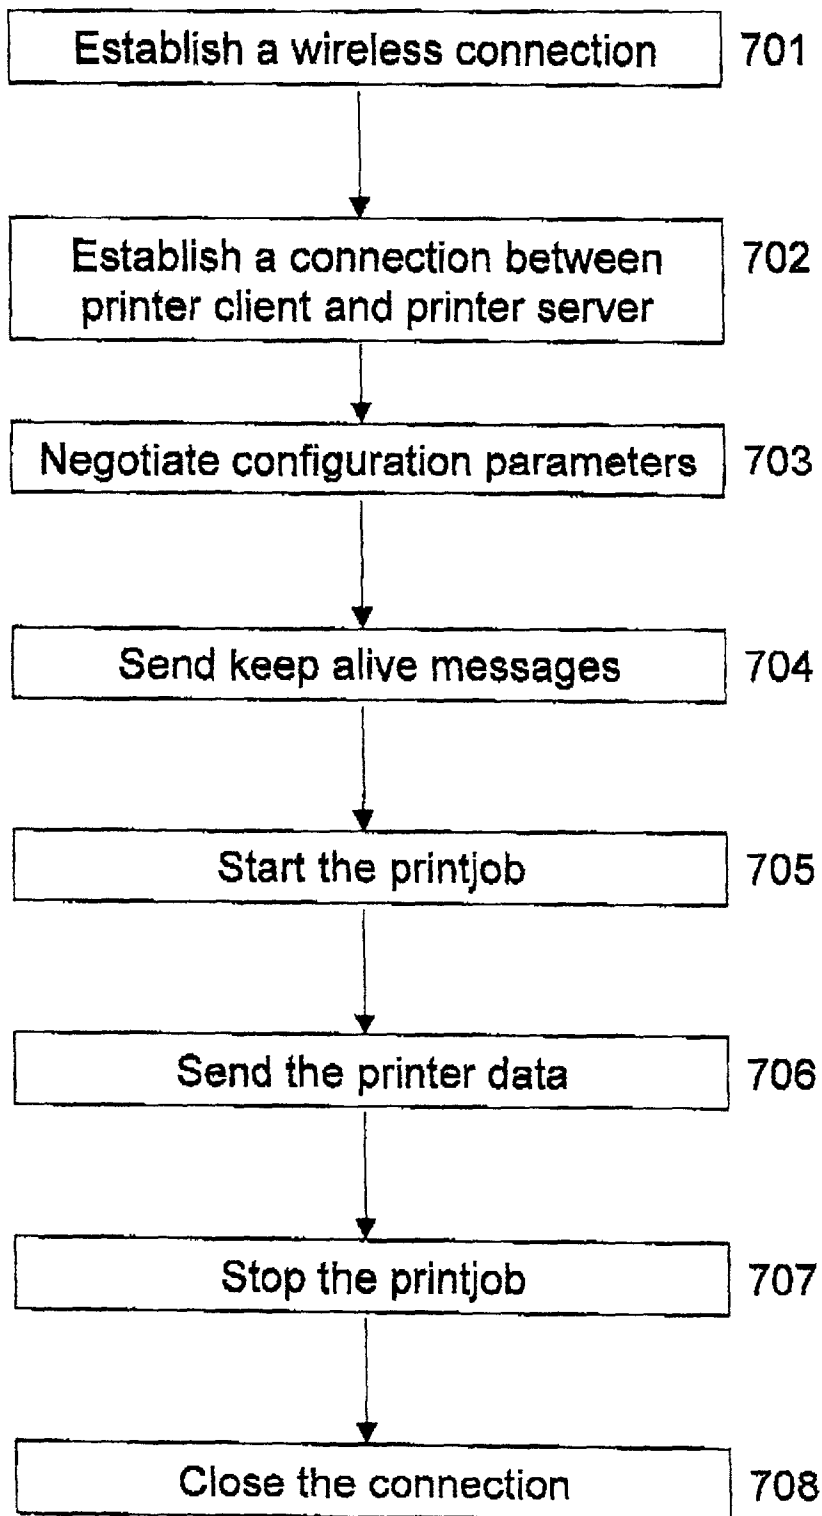 Establish a wireless connection 701
Establish a connection between 702
printer client and printer server
Negotiate configuration parameters 703
Send keep alive messages 704
Start the printjob 705
Send the printer data 706
Stop the printjob 707
Close the connection 708